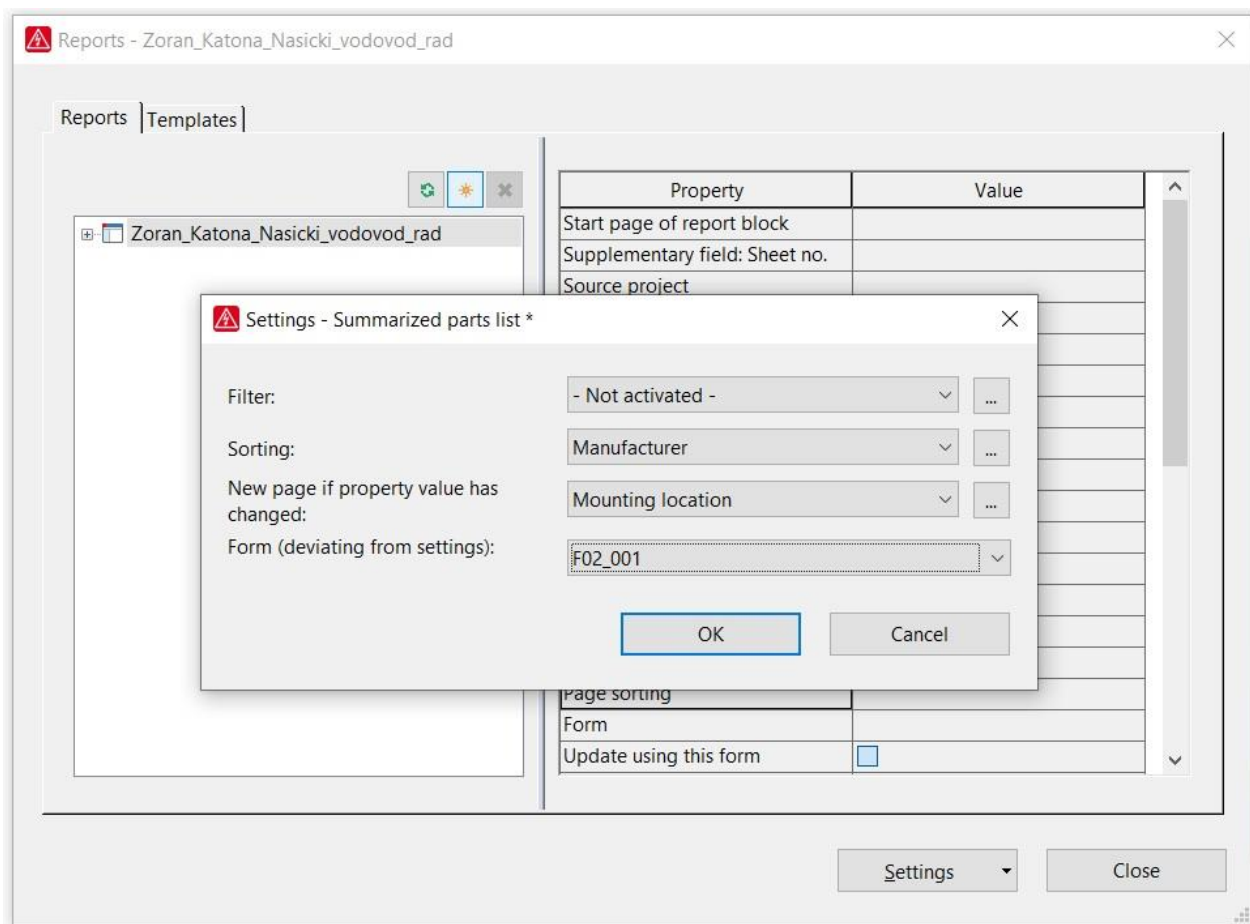 Reports - Zoran_Katona_Nasicki_vodovod_rad
Reports
Templates
Property
Value
Zoran_Katona_Nasicki_vodovod_rad
Start page of report block
Supplementary field: Sheet no.
Source project
Settings - Summarized parts list *
Filter:
- Not activated -
...
Sorting:
Manufacturer
...
New page if property value has
changed:
Mounting location
...
Form (deviating from settings):
F02_001
OK
Cancel
Page sorting
Form
Update using this form
Settings
Close